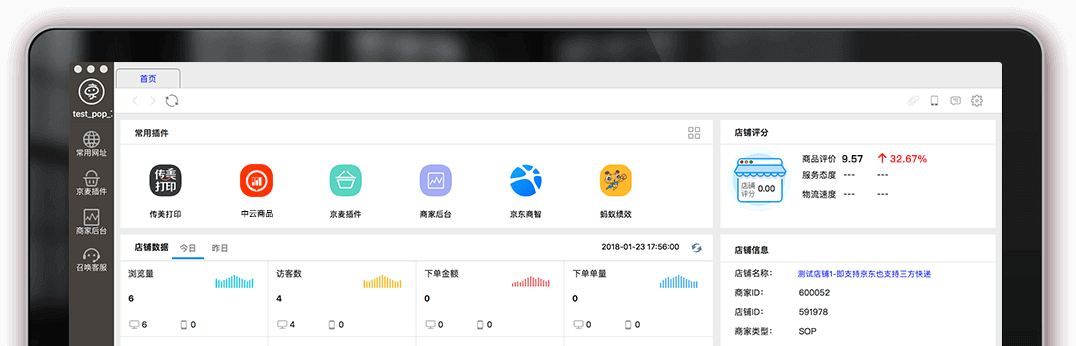 首页
test_pop_
常用网址
京麦插件
商家后台
召唤客服
常用插件
传美打印
传美打印
中云商品
京麦插件
商家后台
京东商智
蚂蚁绩效
店铺数据 今日 昨日 2018-01-23 17:56:00
浏览量 访客数 下单金额 下单单量
6 4 0 0
6 0 4 0 0 0 0 0
店铺评分
店铺评分 0.00
商品评价 9.57 32.67%
服务态度 --- ---
物流速度 --- ---
店铺信息
店铺名称: 测试店铺1-即支持京东也支持三方快递
商家ID: 600052
店铺ID: 591978
商家类型: SOP